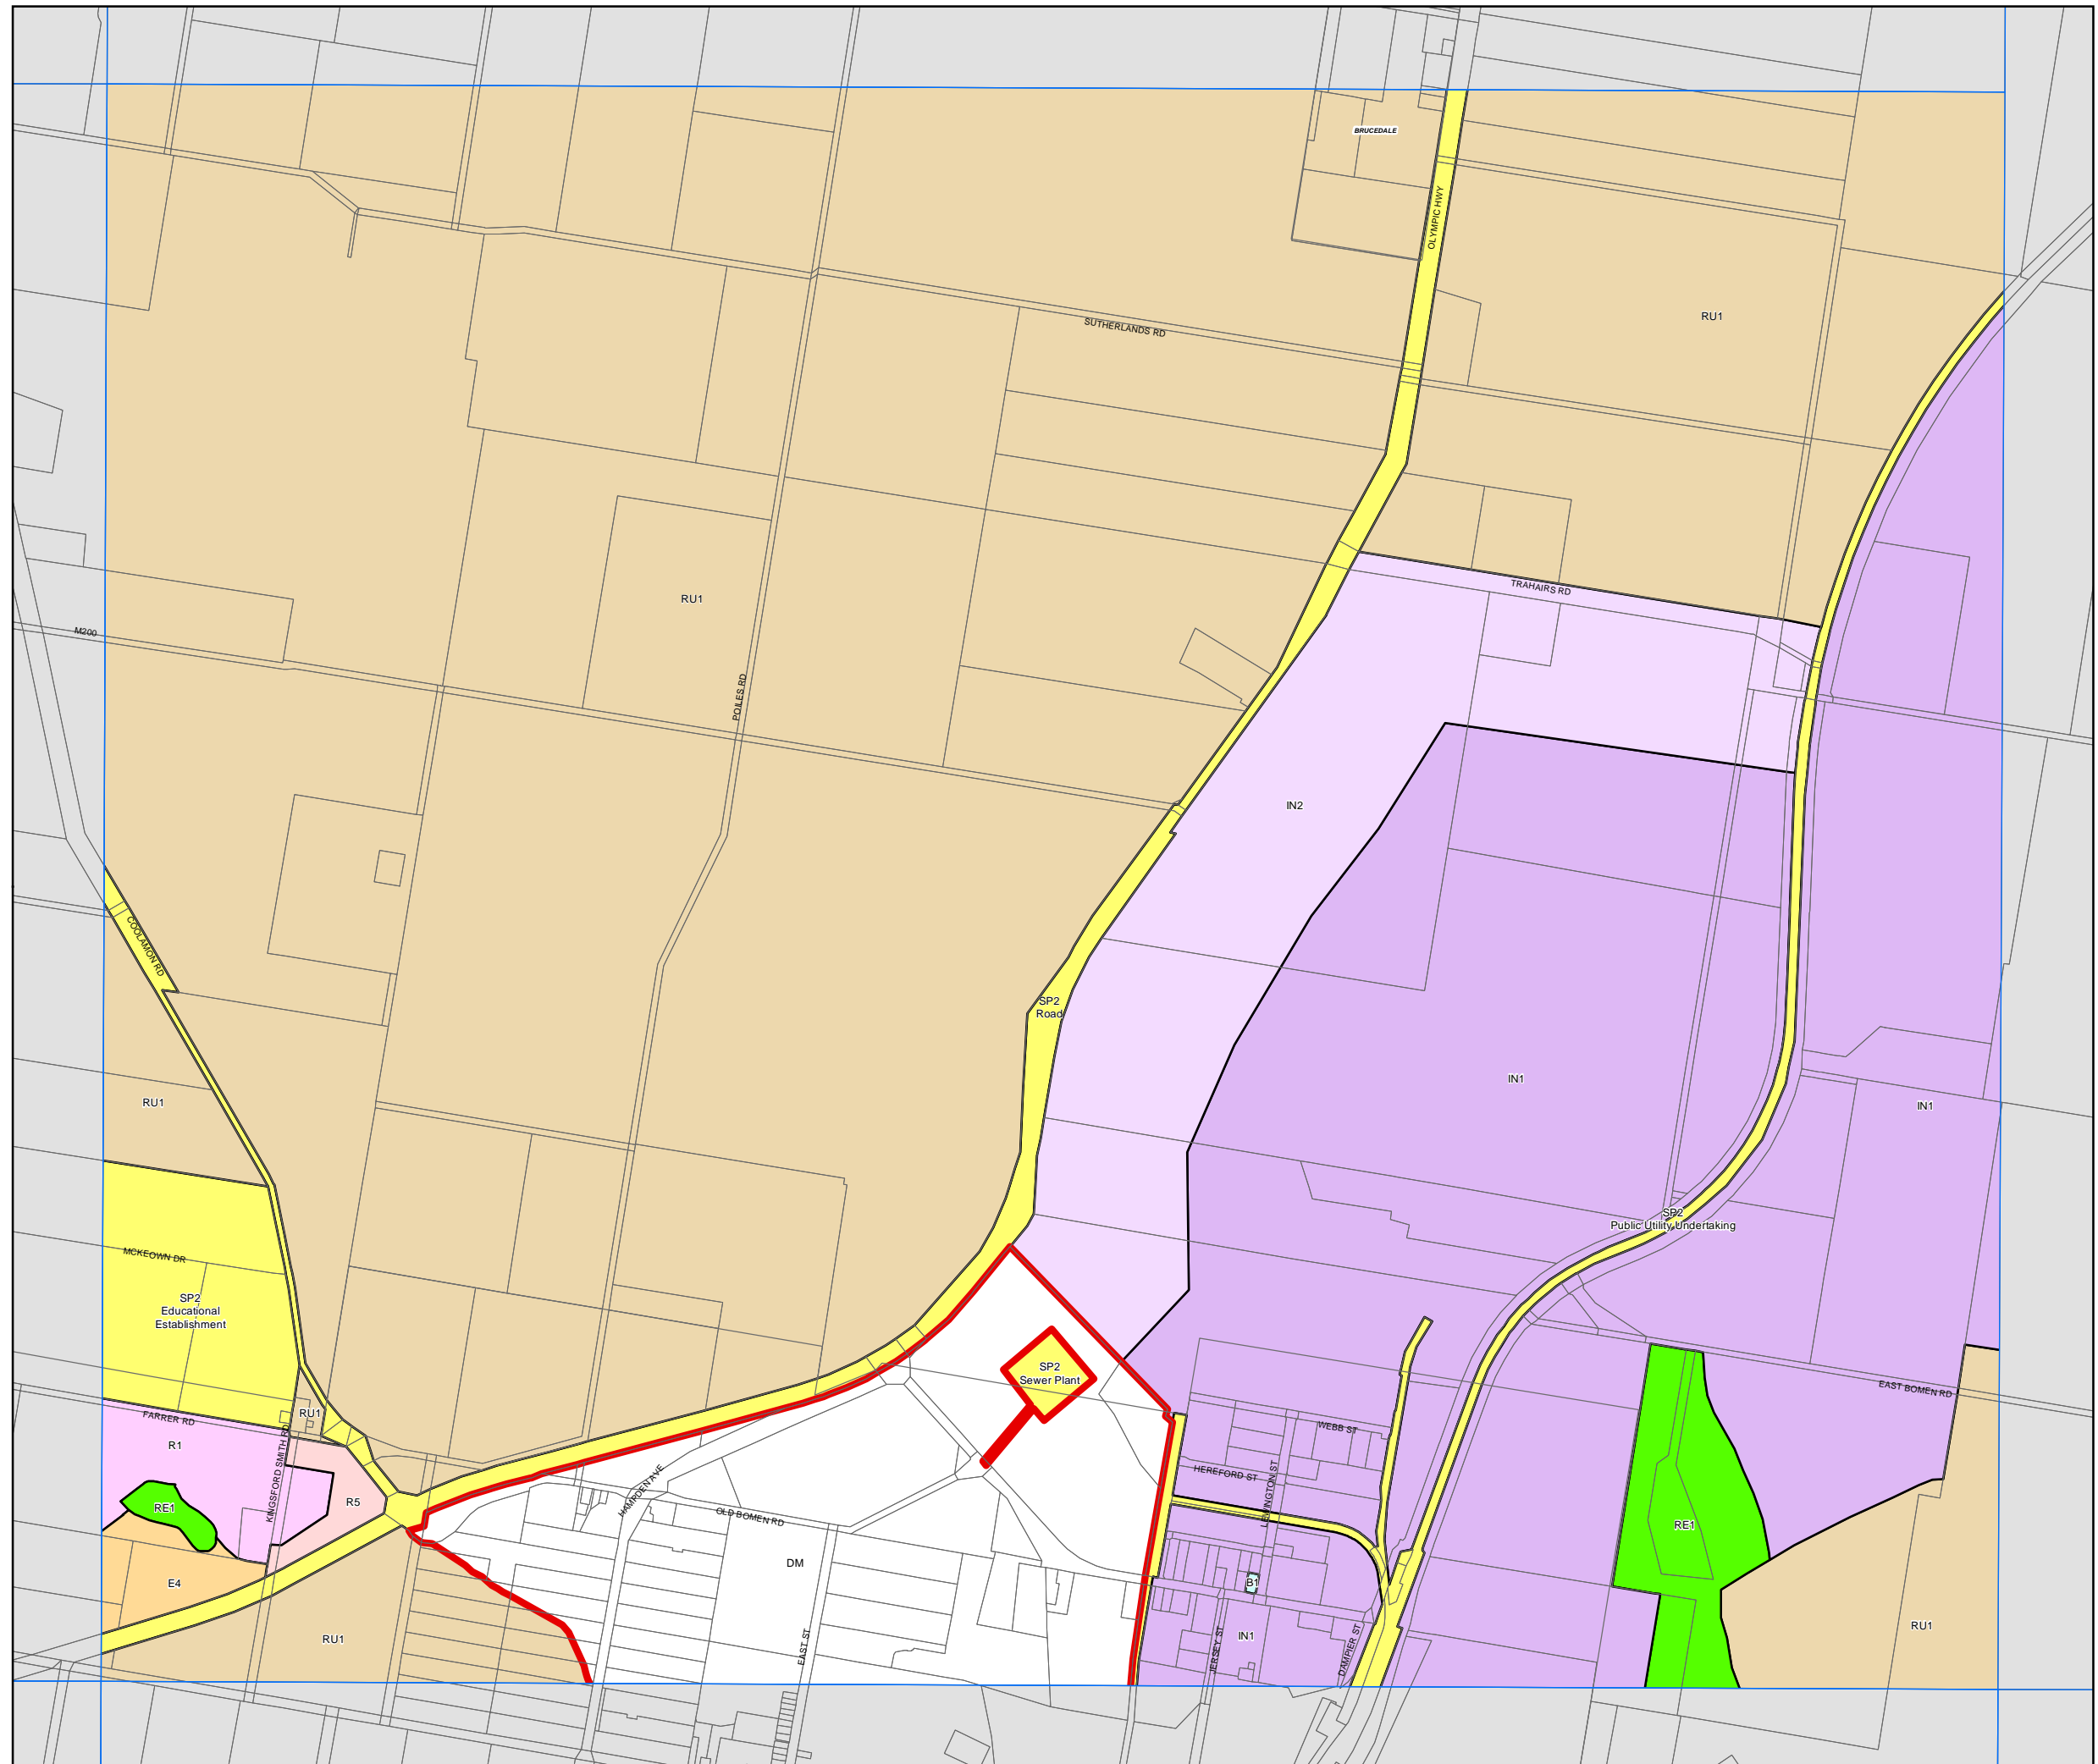 BRUCEDALE
OLYMPIC HWY
RU1
SUTHERLANDS RD
TRAHAIRS RD
RU1
M200
POILES RD
IN2
COOLAMON RD
SP2
Road
IN1
RU1
IN1
SP2
Public Utility Undertaking
MCKEOWN DR
SP2
Educational
Establishment
SP2
Sewer Plant
EAST BOMEN RD
RU1
FARRER RD
WEBB ST
R1
KINGSFORD SMITH RD
HEREFORD ST
HAMPDEN AVE
LEWINGTON ST
R5
RE1
OLD BOMEN RD
RE1
DM
E4
B1
RU1
EAST ST
JERSEY ST
IN1
DAMPIER ST
RU1